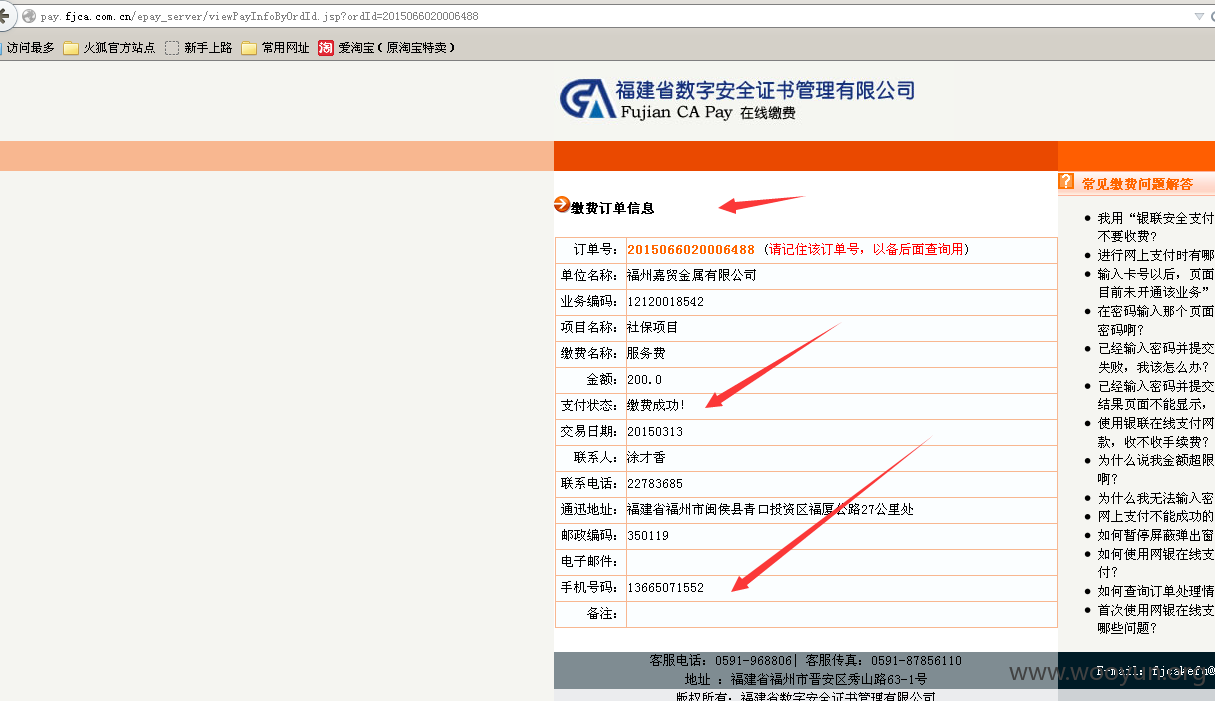 pay.fjca.com.cn/epay_server/viewPayInfoByOrdId.jsp?ordId=2015066020006488
访问最多 火狐官方站点 新手上路 常用网址 淘 爱淘宝（原淘宝特卖）
福建省数字安全证书管理有限公司
Fujian CA Pay 在线缴费
缴费订单信息
订单号： 2015066020006488 (请记住该订单号，以备后面查询用)
单位名称： 福州嘉贸金属有限公司
业务编码： 12120018542
项目名称： 社保项目
缴费名称： 服务费
金额： 200.0
支付状态： 缴费成功!
交易日期： 20150313
联系人： 涂才香
联系电话： 22783685
通迅地址： 福建省福州市闽侯县青口投资区福厦公路27公里处
邮政编码： 350119
电子邮件：
手机号码： 13665071552
备注：
常见缴费问题解答
我用“银联安全支付
不要收费?
进行网上支付时有哪
输入卡号以后，页面
目前未开通该业务”
在密码输入那个页面
密码啊?
已经输入密码并提交
失败，我该怎么办?
已经输入密码并提交
结果页面不能显示，
使用银联在线支付网
款，收不收手续费?
为什么说我金额超限
啊?
为什么我无法输入密
网上支付不能成功的
如何暂停屏蔽弹出窗
如何使用网银在线支
付?
如何查询订单处理情
首次使用网银在线支
哪些问题?
客服电话：0591-968806| 客服传真：0591-87856110
地址 ：福建省福州市晋安区秀山路63-1号
版权所有：福建省数字安全证书管理有限公司
E-mail: fjcakefu@
www.wooyun.org